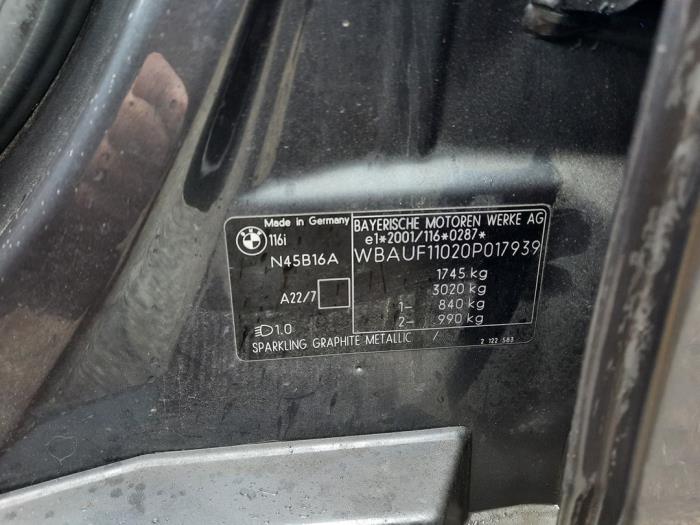 Made in Germany
BMW
116i
N45B16A
A22/7
1.0
BAYERISCHE MOTOREN WERKE AG
e1*2001/116*0287*
WBAUF11020P017939
1745 kg
3020 kg
1- 840 kg
2- 990 kg
SPARKLING GRAPHITE METALLIC /
2 122 583